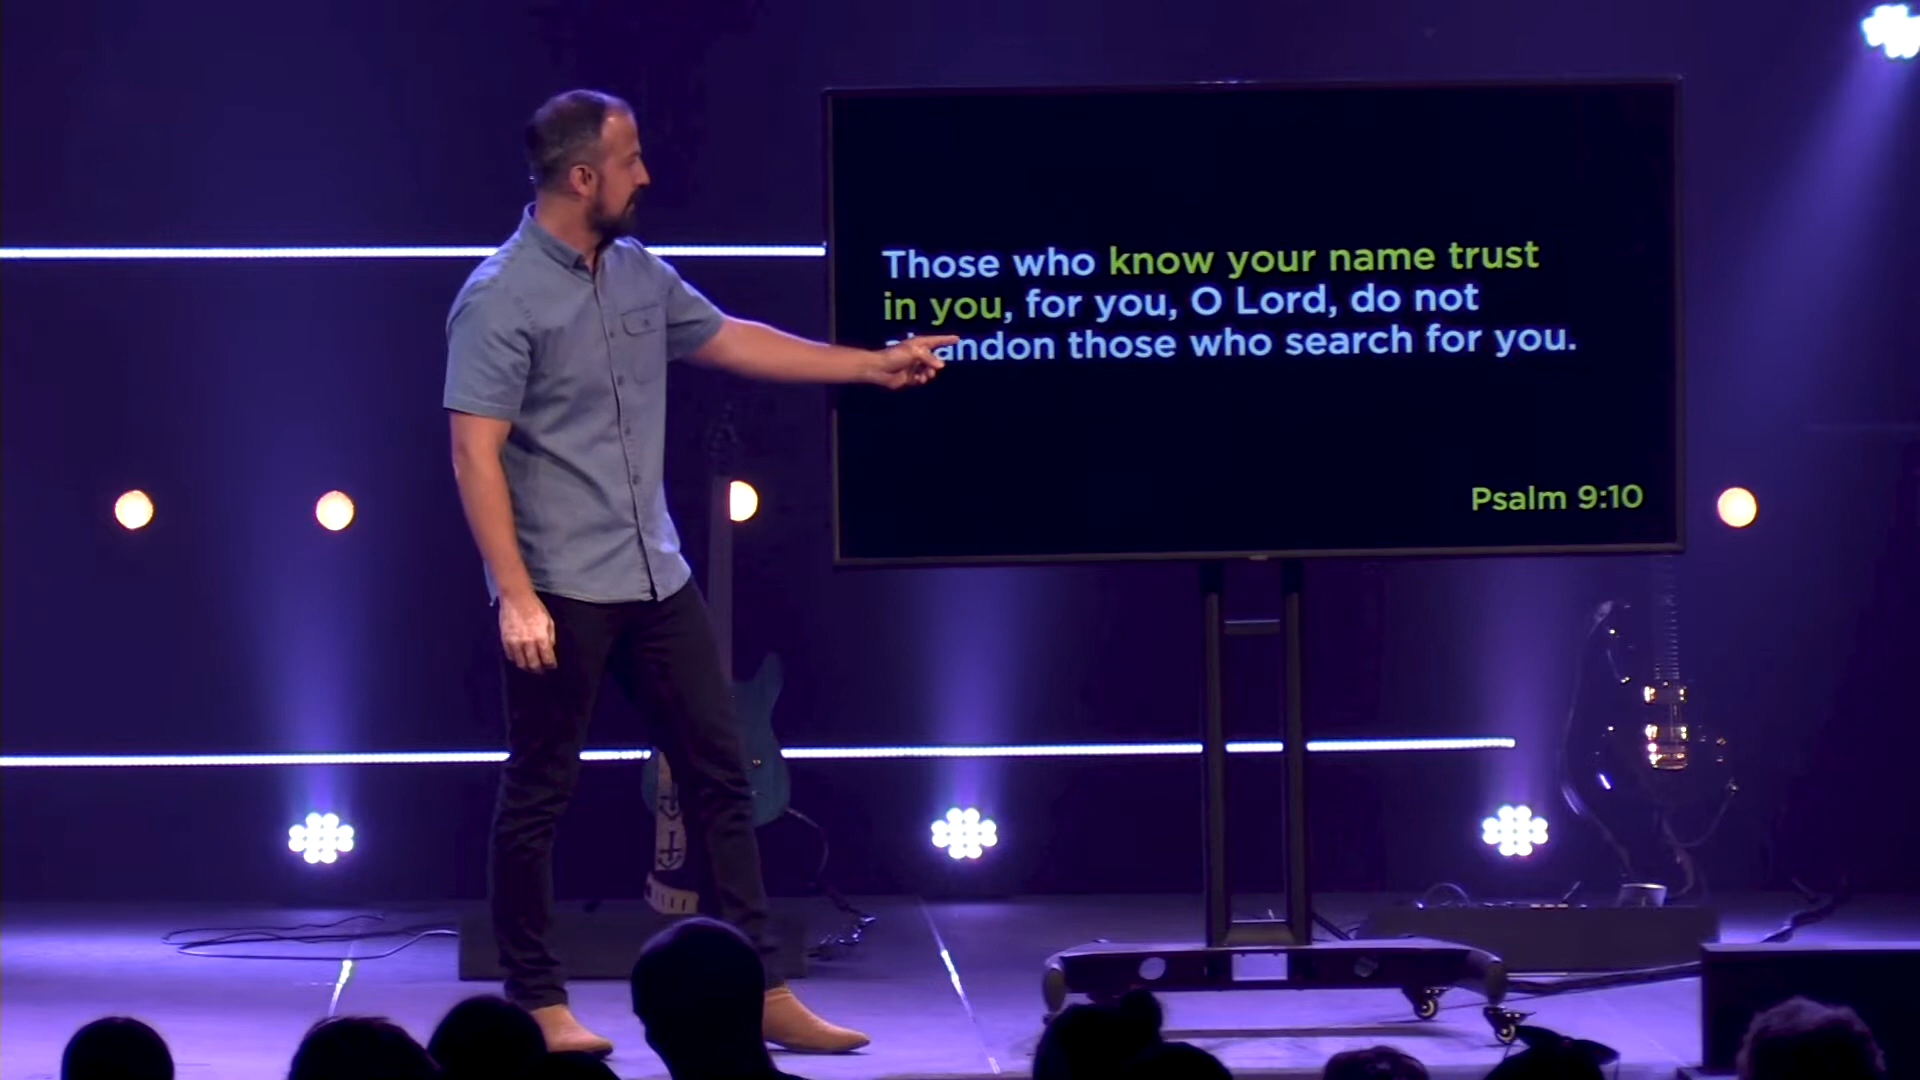 Those who know your name trust
in you, for you, O Lord, do not
abandon those who search for you.
Psalm 9:10